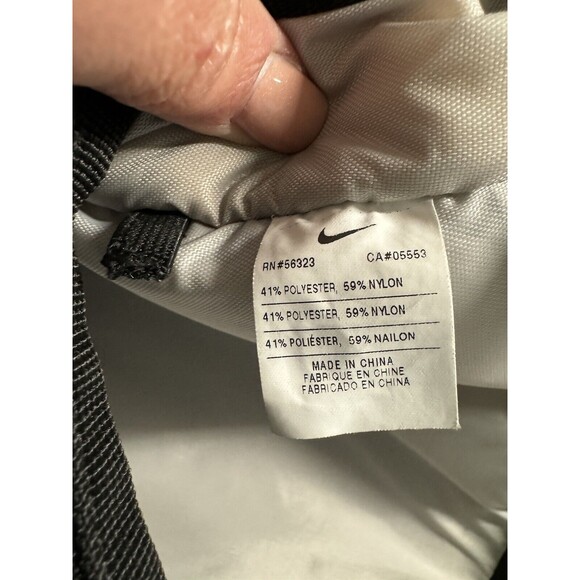 RN#56323 CA#05553
41% POLYESTER, 59% NYLON
41% POLYESTER, 59% NYLON
41% POLIÉSTER, 59% NAILON
MADE IN CHINA
FABRIQUE EN CHINE
FABRICADO EN CHINA